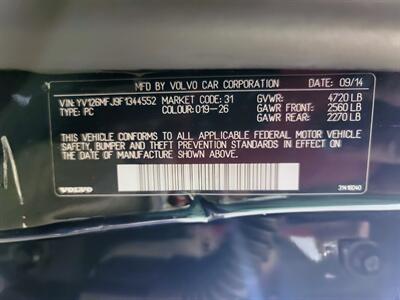 MFD BY VOLVO CAR CORPORATION DATE: 09/14
VIN: YV126MFJ9F1344552 MARKET CODE: 31 GVWR: 4720 LB
TYPE: PC COLOUR: 019-26 GAWR FRONT: 2560 LB
GAWR REAR: 2270 LB
THIS VEHICLE CONFORMS TO ALL APPLICABLE FEDERAL MOTOR VEHICLE
SAFETY, BUMPER AND THEFT PREVENTION STANDARDS IN EFFECT ON THE
DATE OF MANUFACTURE SHOWN ABOVE.
VOLVO 31416040